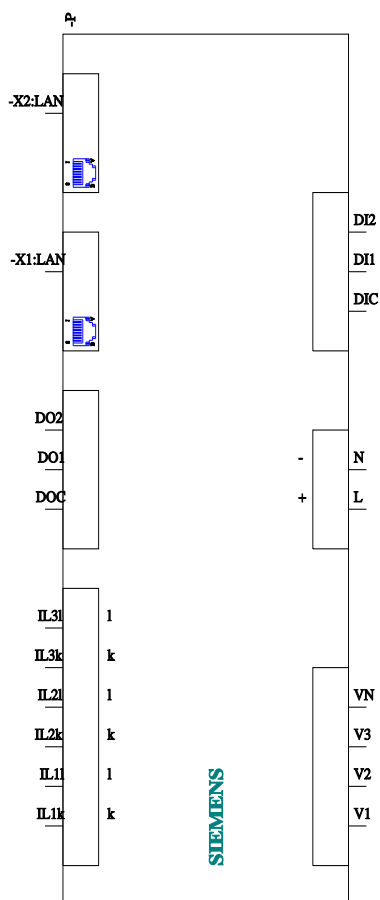 -P
-X2:LAN
-X1:LAN
DI2
DI1
DIC
DO2
DO1
DOC
- N
+ L
IL3l l
IL3k k
IL2l l
IL2k k
IL1l l
IL1k k
VN
V3
V2
V1
SIEMENS